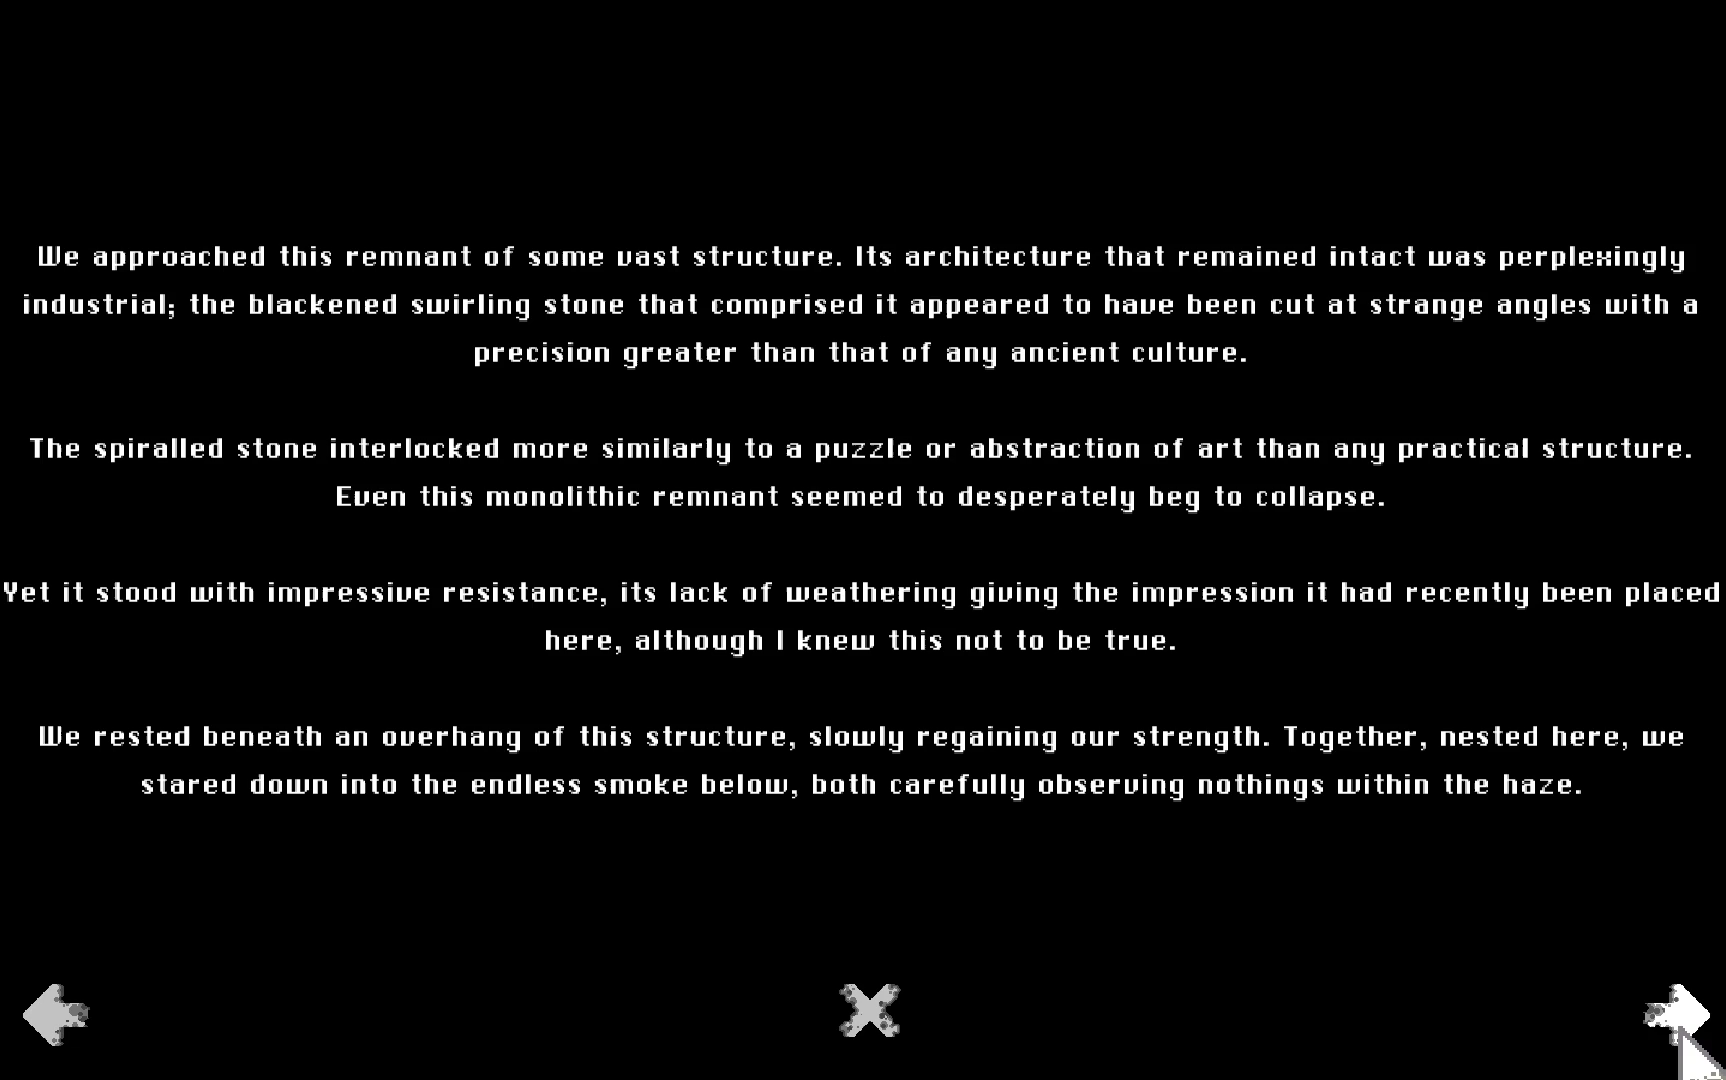 We approached this remnant of some vast structure. Its architecture that remained intact was perplexingly
industrial; the blackened swirling stone that comprised it appeared to have been cut at strange angles with a
precision greater than that of any ancient culture.
The spiralled stone interlocked more similarly to a puzzle or abstraction of art than any practical structure.
Even this monolithic remnant seemed to desperately beg to collapse.
Yet it stood with impressive resistance, its lack of weathering giving the impression it had recently been placed
here, although I knew this not to be true.
We rested beneath an overhang of this structure, slowly regaining our strength. Together, nested here, we
stared down into the endless smoke below, both carefully observing nothings within the haze.